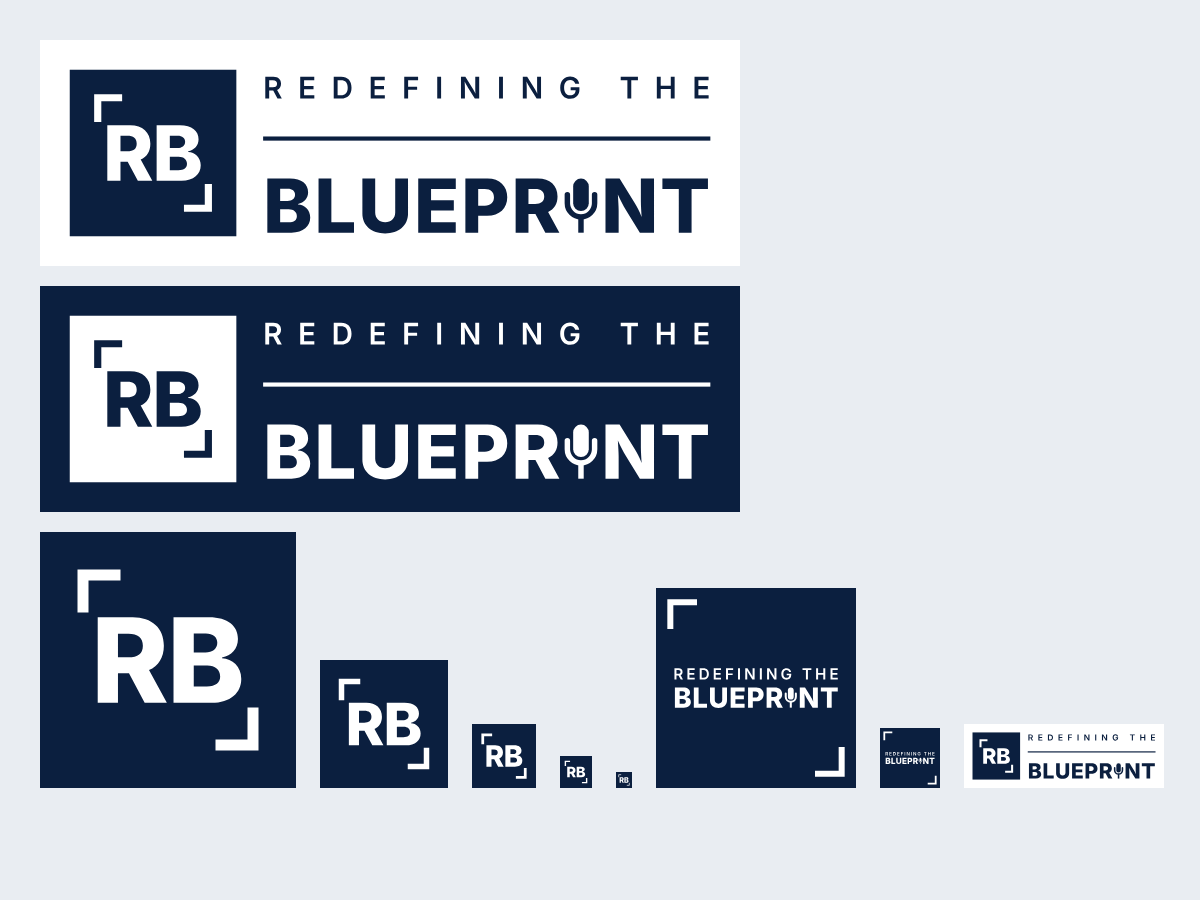 REDEFINING THE
RB
BLUEPRINT
REDEFINING THE
RB
BLUEPRINT
RB
RB
RB
RB
RB
REDEFINING THE
BLUEPRINT
REDEFINING THE
BLUEPRINT
RB
REDEFINING THE
BLUEPRINT